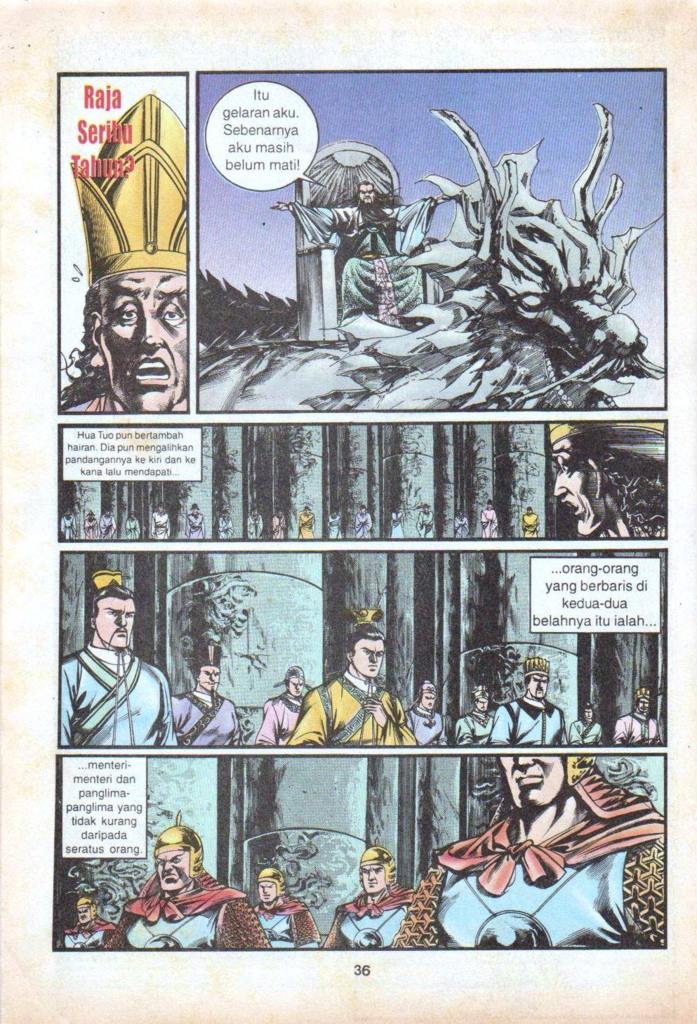 Raja
Seribu
Tahun?
Itu
gelaran aku.
Sebenarnya
aku masih
belum mati!
Hua Tuo pun bertambah
hairan. Dia pun mengalihkan
pandangannya ke kiri dan ke
kana lalu mendapati...
...orang-orang
yang berbaris di
kedua-dua
belahnya itu ialah...
...menteri-
menteri dan
panglima-
panglima yang
tidak kurang
daripada
seratus orang.
36